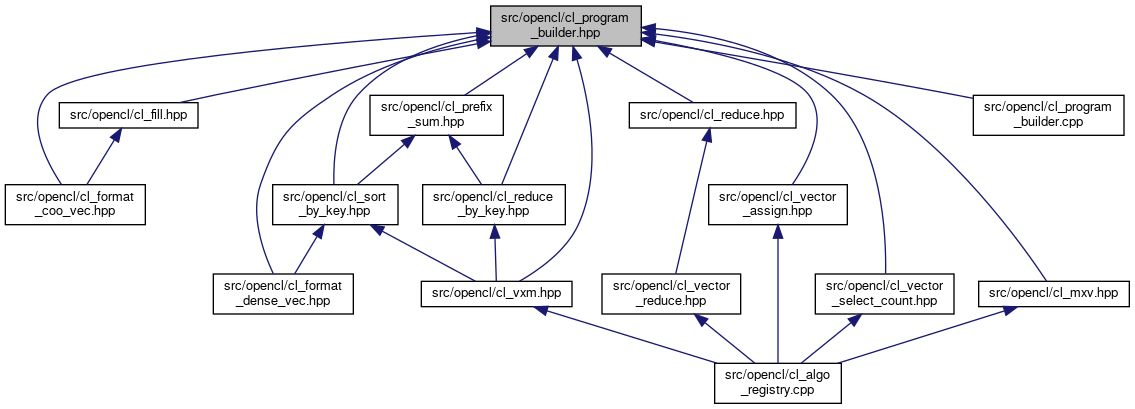 src/opencl/cl_program
_builder.hpp
src/opencl/cl_fill.hpp
src/opencl/cl_prefix
_sum.hpp
src/opencl/cl_reduce.hpp
src/opencl/cl_program
_builder.cpp
src/opencl/cl_format
_coo_vec.hpp
src/opencl/cl_sort
_by_key.hpp
src/opencl/cl_reduce
_by_key.hpp
src/opencl/cl_vector
_assign.hpp
src/opencl/cl_format
_dense_vec.hpp
src/opencl/cl_vxm.hpp
src/opencl/cl_vector
_reduce.hpp
src/opencl/cl_vector
_select_count.hpp
src/opencl/cl_mxv.hpp
src/opencl/cl_algo
_registry.cpp